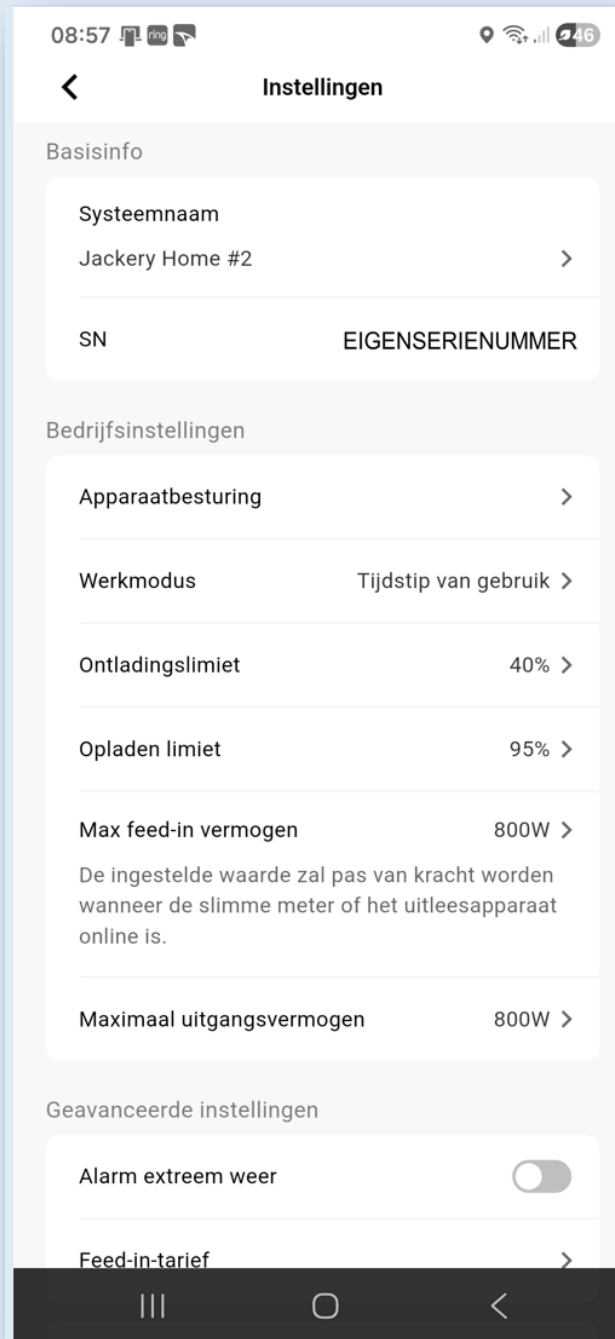 08:57 ring 46
Instellingen
Basisinfo
Systeemnaam
Jackery Home #2
SN EIGENSERIENUMMER
Bedrijfsinstellingen
Apparaatbesturing
Werkmodus Tijdstip van gebruik
Ontladingslimiet 40%
Opladen limiet 95%
Max feed-in vermogen 800W
De ingestelde waarde zal pas van kracht worden
wanneer de slimme meter of het uitleesapparaat
online is.
Maximaal uitgangsvermogen 800W
Geavanceerde instellingen
Alarm extreem weer
Feed-in-tarief